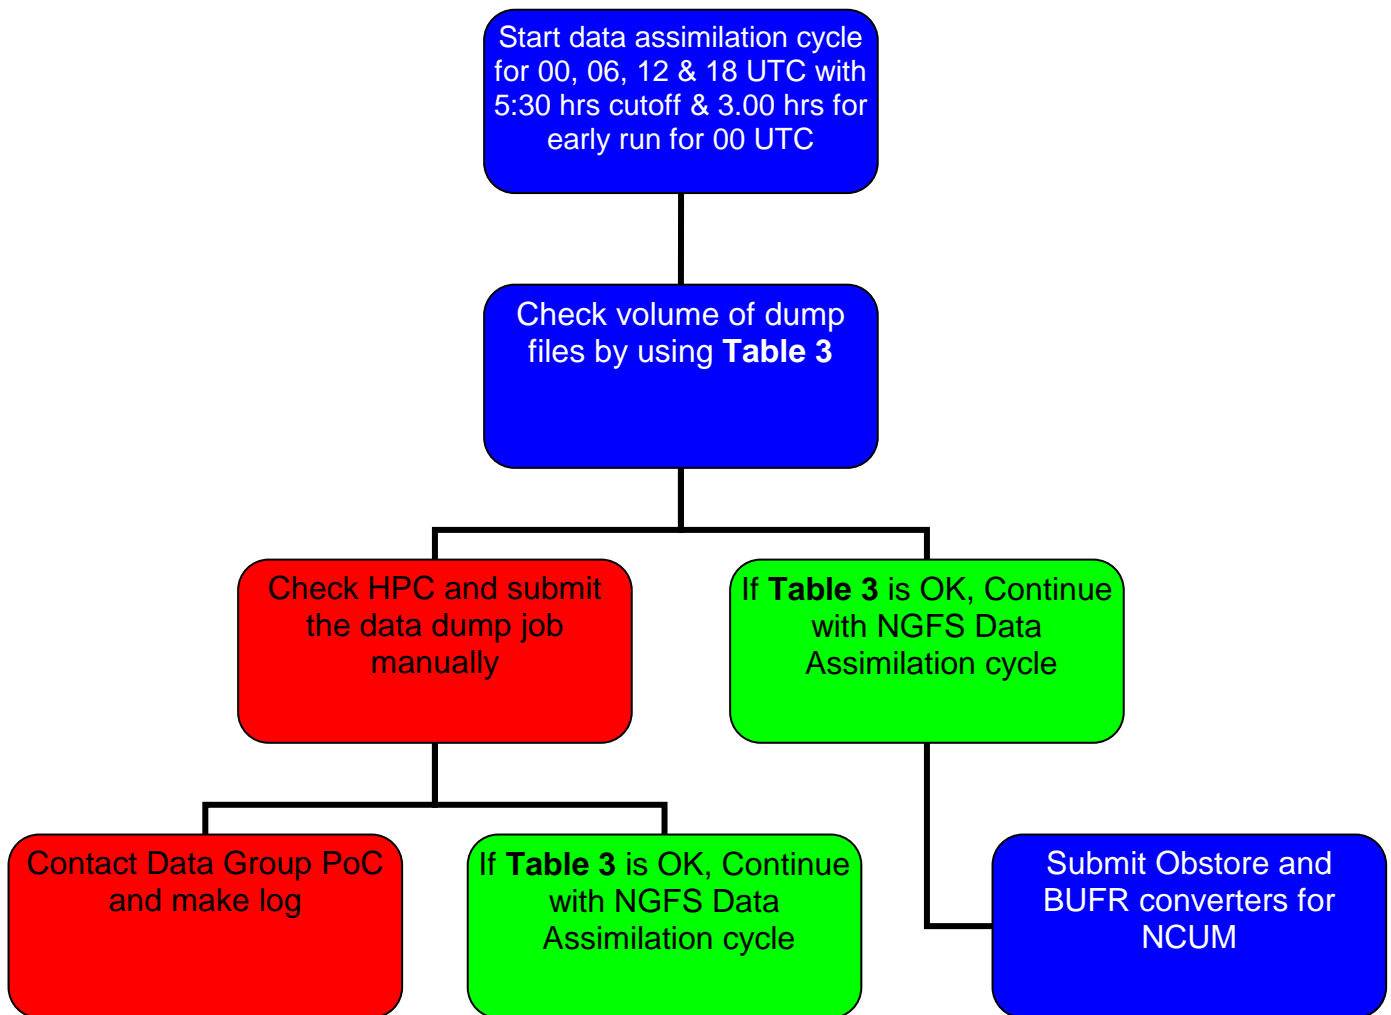 Start data assimilation cycle
for 00, 06, 12 & 18 UTC with
5:30 hrs cutoff & 3.00 hrs for
early run for 00 UTC
Check volume of dump
files by using Table 3
Check HPC and submit
the data dump job
manually
If Table 3 is OK, Continue
with NGFS Data
Assimilation cycle
Contact Data Group PoC
and make log
If Table 3 is OK, Continue
with NGFS Data
Assimilation cycle
Submit Obstore and
BUFR converters for
NCUM